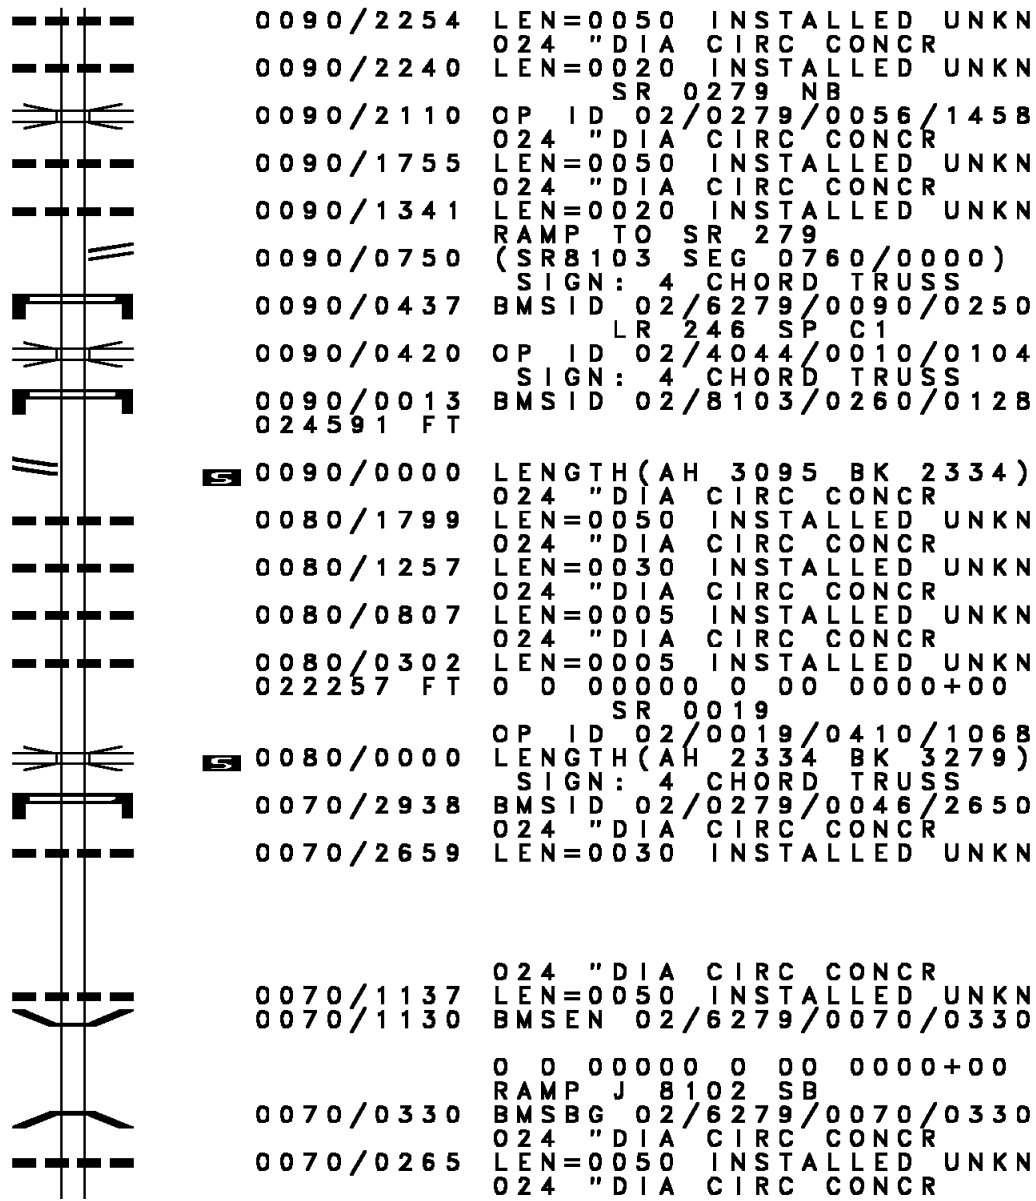 0090/2254 LEN=0050 INSTALLED UNKN
024 "DIA CIRC CONCR
0090/2240 LEN=0020 INSTALLED UNKN
SR 0279 NB
0090/2110 OP ID 02/0279/0056/1458
024 "DIA CIRC CONCR
0090/1755 LEN=0050 INSTALLED UNKN
024 "DIA CIRC CONCR
0090/1341 LEN=0020 INSTALLED UNKN
RAMP TO SR 279
0090/0750 (SR8103 SEG 0760/0000)
SIGN: 4 CHORD TRUSS
0090/0437 BMSID 02/6279/0090/0250
LR 246 SP C1
0090/0420 OP ID 02/4044/0010/0104
SIGN: 4 CHORD TRUSS
0090/0013 BMSID 02/8103/0260/0128
024591 FT
S 0090/0000 LENGTH(AH 3095 BK 2334)
024 "DIA CIRC CONCR
0080/1799 LEN=0050 INSTALLED UNKN
024 "DIA CIRC CONCR
0080/1257 LEN=0030 INSTALLED UNKN
024 "DIA CIRC CONCR
0080/0807 LEN=0005 INSTALLED UNKN
024 "DIA CIRC CONCR
0080/0302 LEN=0005 INSTALLED UNKN
022257 FT 0 0 00000 0 00 0000+00
SR 0019
OP ID 02/0019/0410/1068
S 0080/0000 LENGTH(AH 2334 BK 3279)
SIGN: 4 CHORD TRUSS
0070/2938 BMSID 02/0279/0046/2650
024 "DIA CIRC CONCR
0070/2659 LEN=0030 INSTALLED UNKN
024 "DIA CIRC CONCR
0070/1137 LEN=0050 INSTALLED UNKN
0070/1130 BMSEN 02/6279/0070/0330
0 0 00000 0 00 0000+00
RAMP J 8102 SB
0070/0330 BMSBG 02/6279/0070/0330
024 "DIA CIRC CONCR
0070/0265 LEN=0050 INSTALLED UNKN
024 "DIA CIRC CONCR